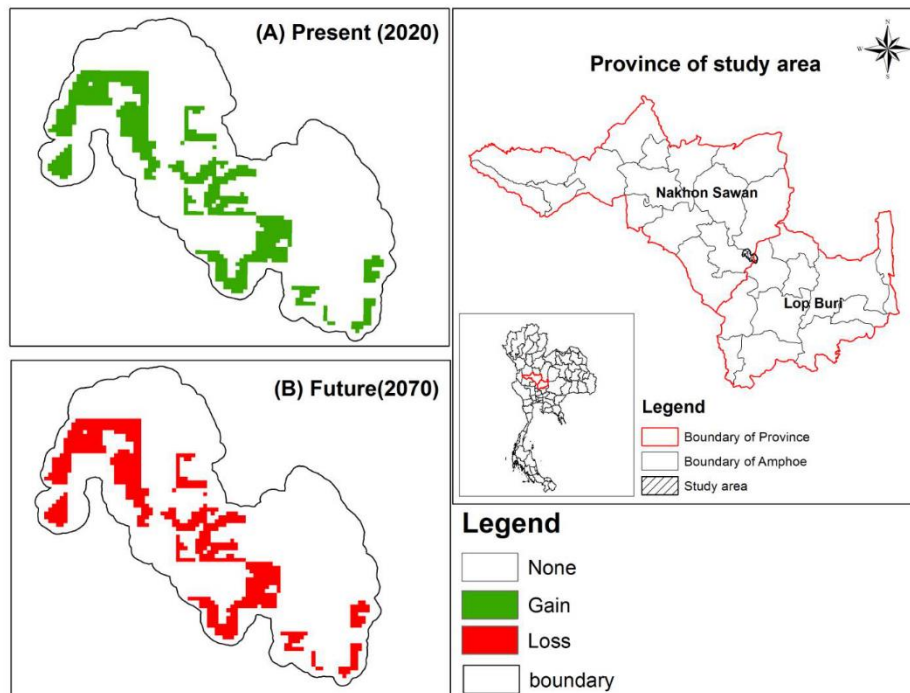 (A) Present (2020)
Province of study area
N
W
E
S
Nakhon Sawan
Lop Buri
Legend
Boundary of Province
Boundary of Amphoe
Study area
(B) Future(2070)
Legend
None
Gain
Loss
boundary